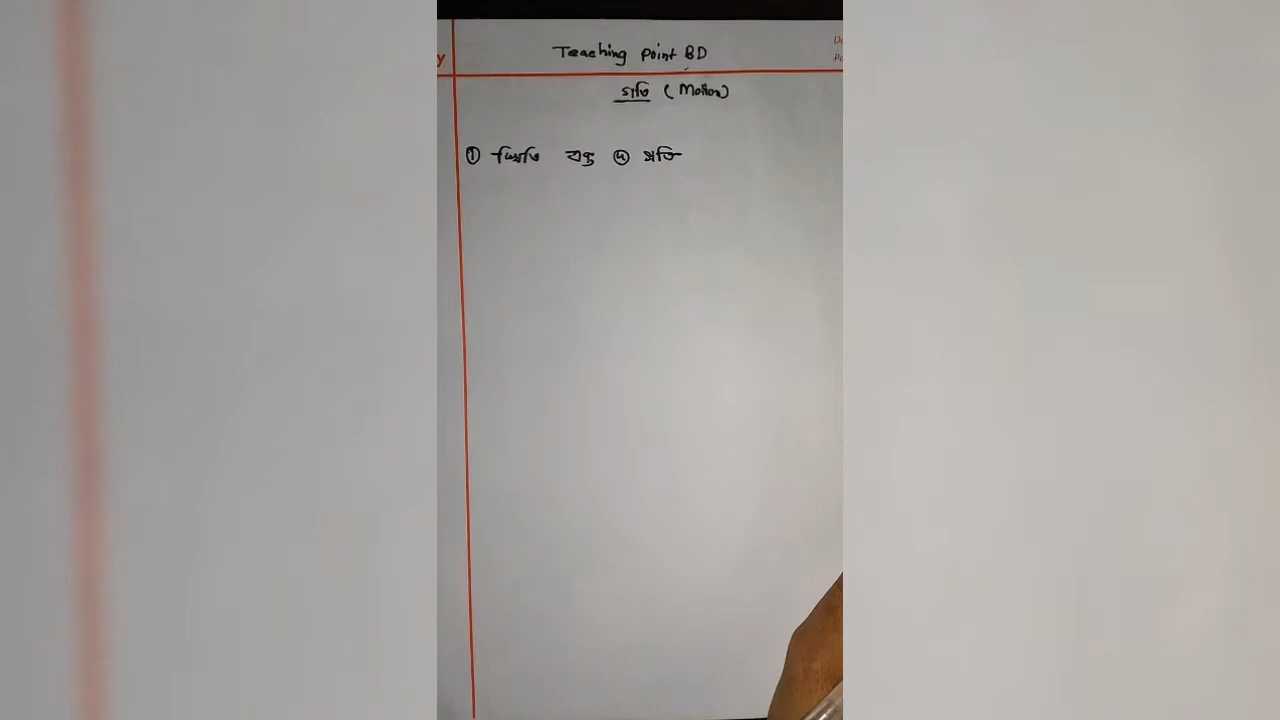 Teaching Point BD
গতি (Motion)
① স্থিতি বস্তু ② গতি